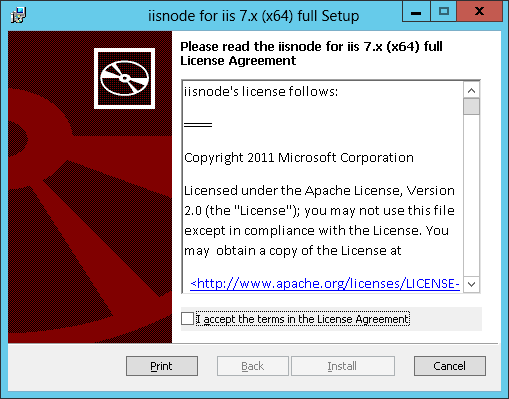 iisnode for iis 7.x (x64) full Setup
Please read the iisnode for iis 7.x (x64) full
License Agreement
iisnode's license follows:
====
Copyright 2011 Microsoft Corporation
Licensed under the Apache License, Version
2.0 (the "License"); you may not use this file
except in compliance with the License. You
may  obtain a copy of the License at
<http://www.apache.org/licenses/LICENSE-
I accept the terms in the License Agreement
Print Back Install Cancel